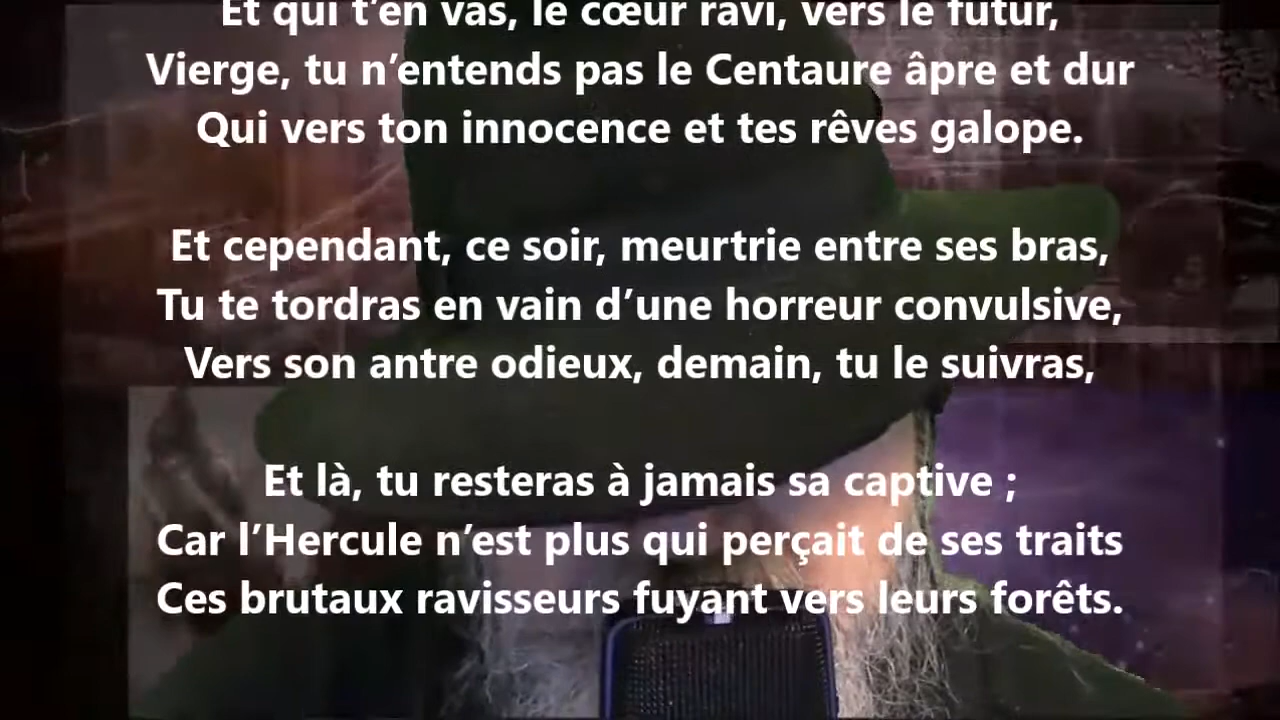 Et qui t’en vas, le cœur ravi, vers le futur,
Vierge, tu n’entends pas le Centaure âpre et dur
Qui vers ton innocence et tes rêves galope.
Et cependant, ce soir, meurtrie entre ses bras,
Tu te tordras en vain d’une horreur convulsive,
Vers son antre odieux, demain, tu le suivras,
Et là, tu resteras à jamais sa captive ;
Car l’Hercule n’est plus qui perçait de ses traits
Ces brutaux ravisseurs fuyant vers leurs forêts.